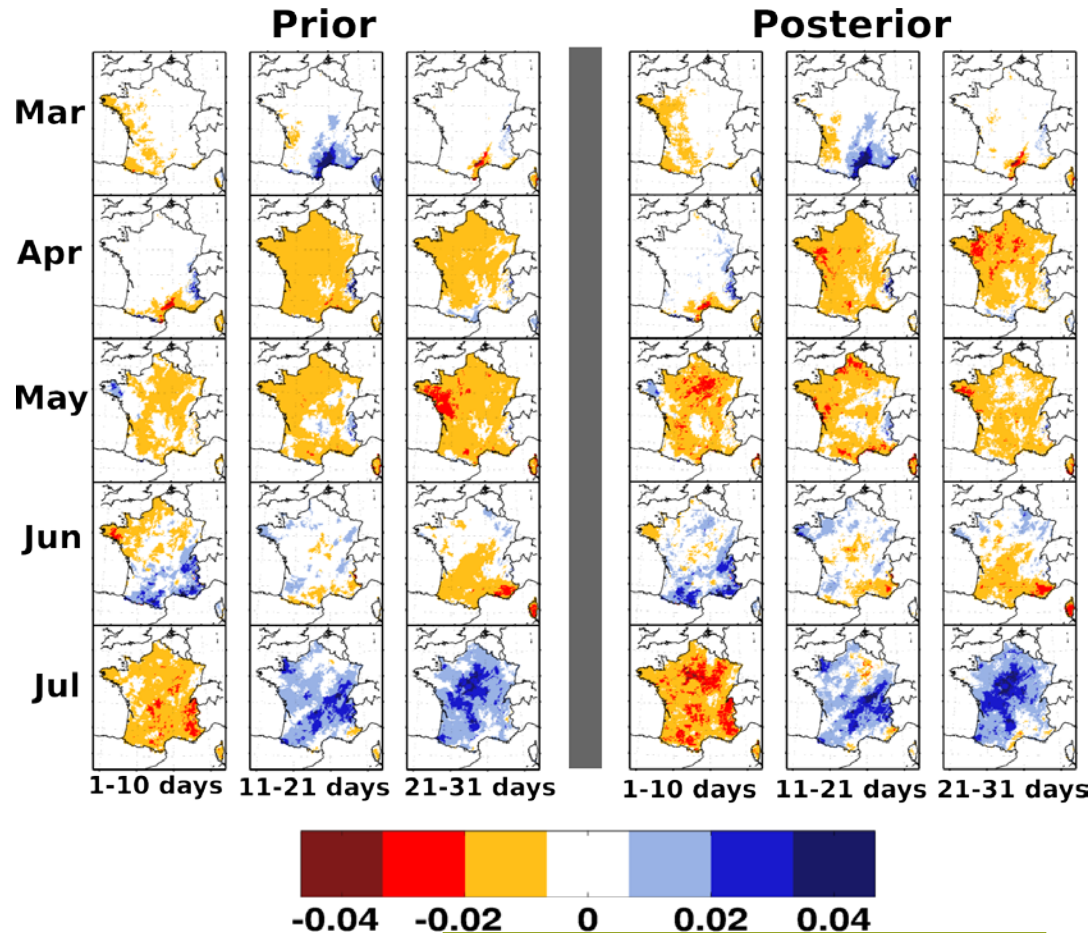 Prior Posterior
Mar
Apr
May
Jun
Jul
1-10 days 11-21 days 21-31 days 1-10 days 11-21 days 21-31 days
-0.04 -0.02 0 0.02 0.04